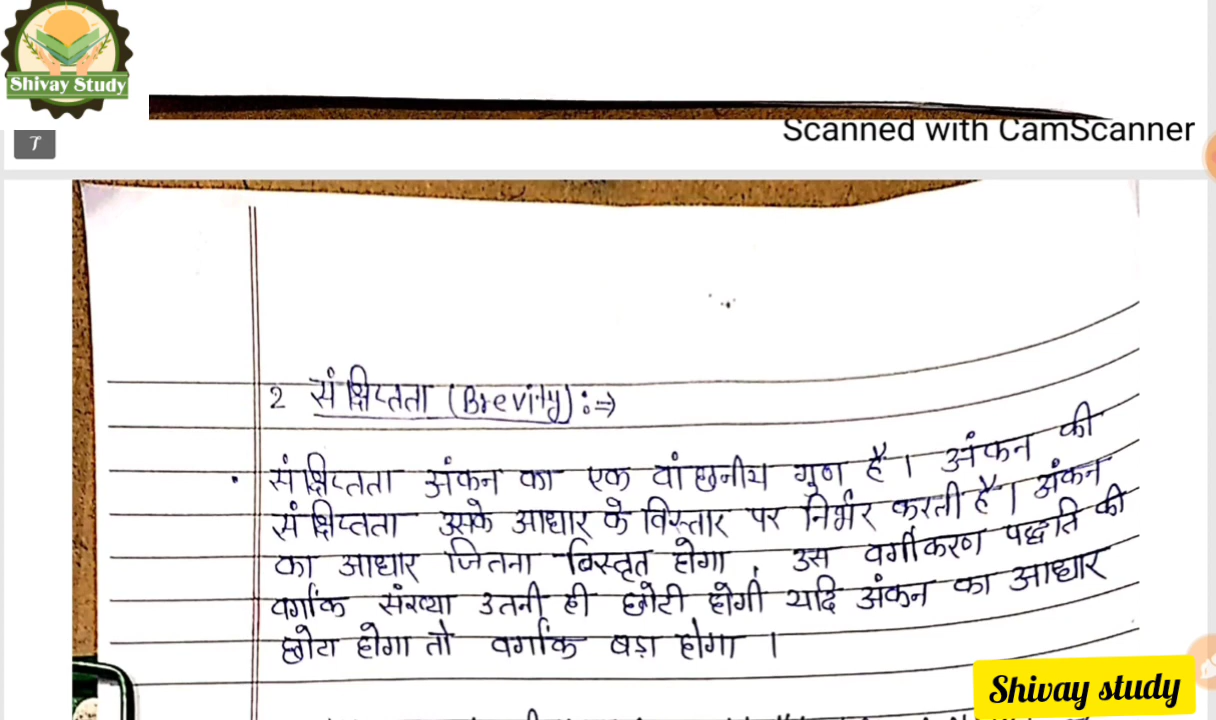 Shivay Study
Scanned with CamScanner
2 संक्षिप्तता (Brevity) :⇒
• संक्षिप्तता अंकन का एक वांछनीय गुण है। अंकन की
संक्षिप्तता उसके आधार के विस्तार पर निर्भर करती है। अंकन
का आधार जितना विस्तृत होगा, उस वर्गीकरण पद्धति की
वर्गांक संख्या उतनी ही छोटी होगी यदि अंकन का आधार
छोटा होगा तो वर्गांक बड़ा होगा ।
Shivay study